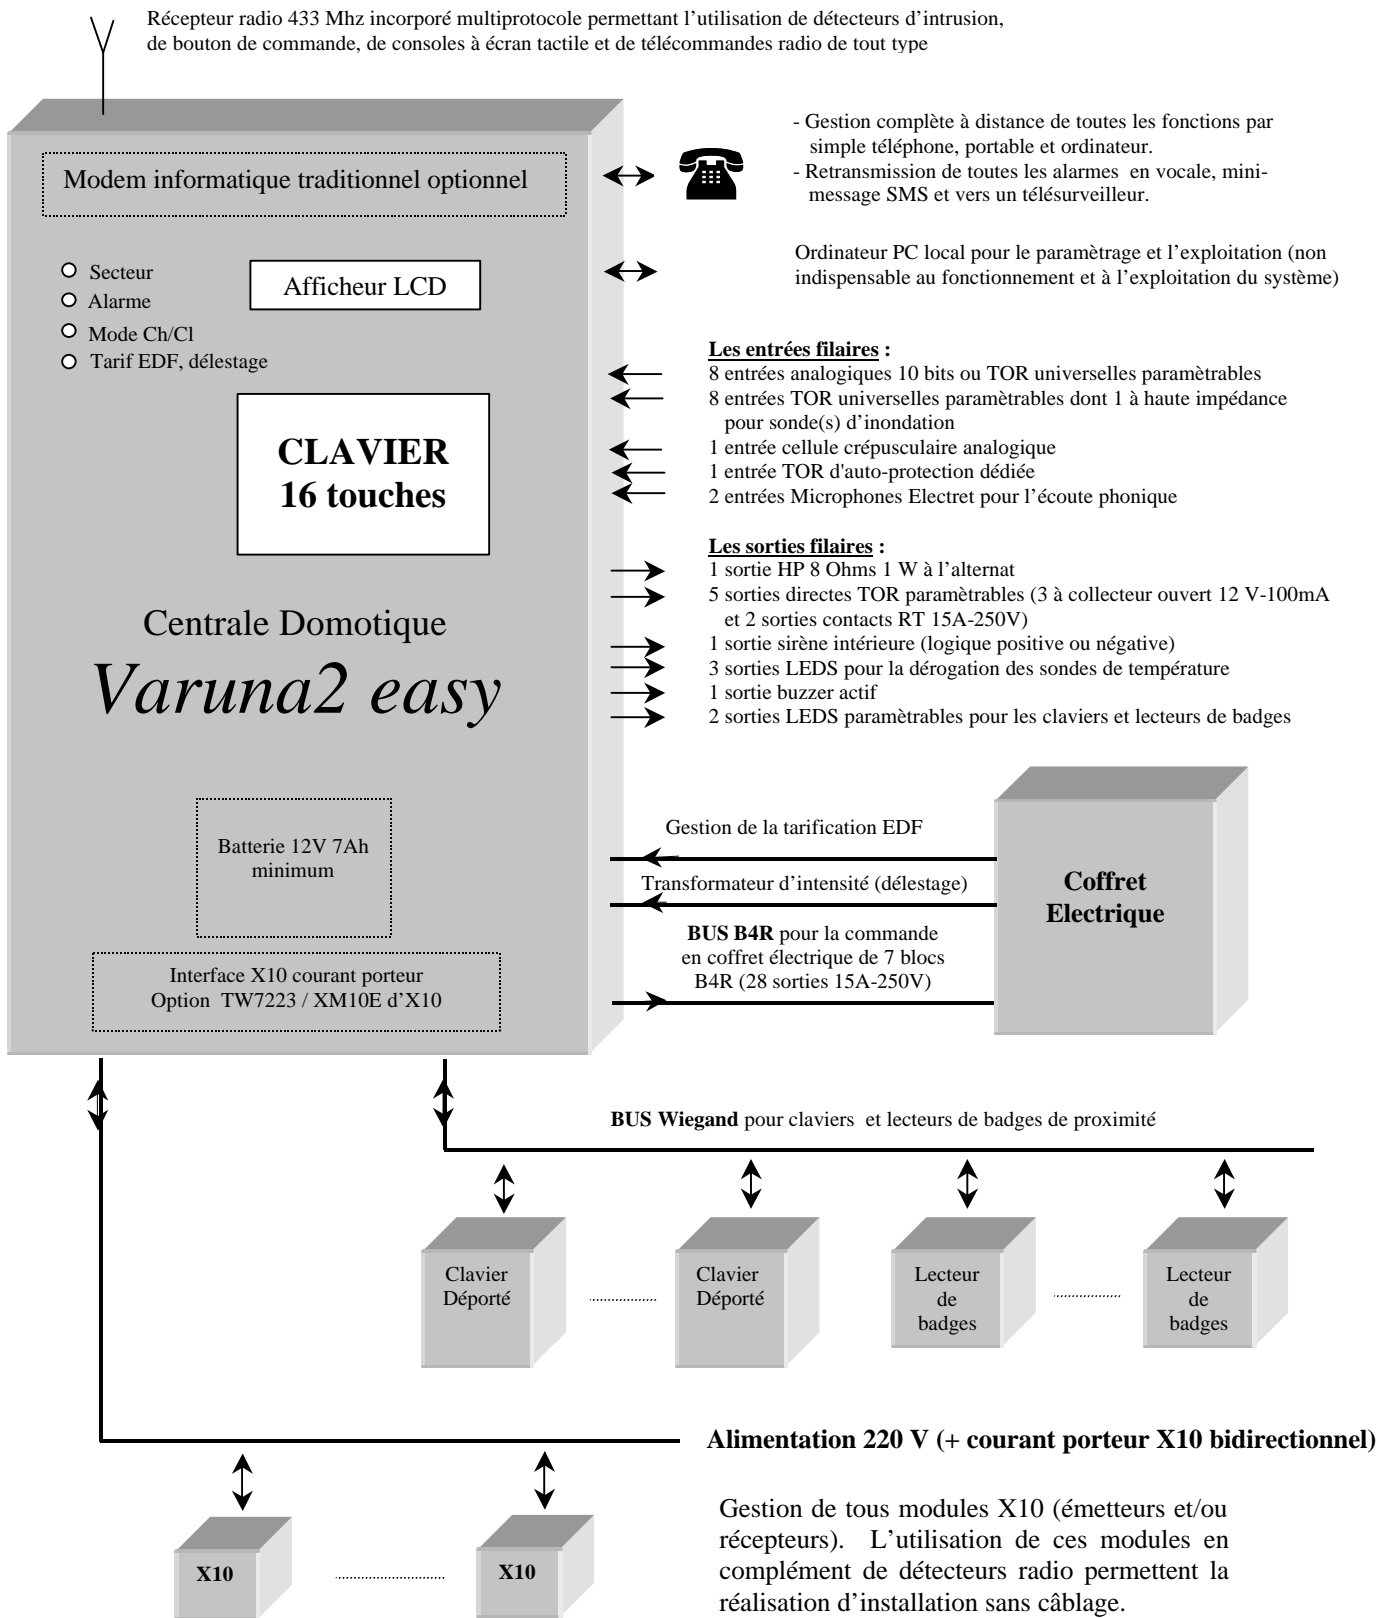 Récepteur radio 433 Mhz incorporé multiprotocole permettant l'utilisation de détecteurs d'intrusion,
de bouton de commande, de consoles à écran tactile et de télécommandes radio de tout type
Modem informatique traditionnel optionnel
- Gestion complète à distance de toutes les fonctions par
simple téléphone, portable et ordinateur.
- Retransmission de toutes les alarmes en vocale, mini-
message SMS et vers un télésurveilleur.
Secteur
Alarme
Mode Ch/Cl
Tarif EDF, délestage
Afficheur LCD
Ordinateur PC local pour le paramètrage et l'exploitation (non
indispensable au fonctionnement et à l'exploitation du système)
CLAVIER
16 touches
Les entrées filaires :
8 entrées analogiques 10 bits ou TOR universelles paramètrables
8 entrées TOR universelles paramètrables dont 1 à haute impédance
pour sonde(s) d'inondation
1 entrée cellule crépusculaire analogique
1 entrée TOR d'auto-protection dédiée
2 entrées Microphones Electret pour l'écoute phonique
Les sorties filaires :
1 sortie HP 8 Ohms 1 W à l'alternat
5 sorties directes TOR paramètrables (3 à collecteur ouvert 12 V-100mA
et 2 sorties contacts RT 15A-250V)
1 sortie sirène intérieure (logique positive ou négative)
3 sorties LEDS pour la dérogation des sondes de température
1 sortie buzzer actif
2 sorties LEDS paramètrables pour les claviers et lecteurs de badges
Centrale Domotique
Varuna2 easy
Batterie 12V 7Ah
minimum
Interface X10 courant porteur
Option TW7223 / XM10E d'X10
Gestion de la tarification EDF
Transformateur d'intensité (délestage)
BUS B4R pour la commande
en coffret électrique de 7 blocs
B4R (28 sorties 15A-250V)
Coffret
Electrique
BUS Wiegand pour claviers et lecteurs de badges de proximité
Clavier
Déporté
Clavier
Déporté
Lecteur
de
badges
Lecteur
de
badges
Alimentation 220 V (+ courant porteur X10 bidirectionnel)
X10
X10
Gestion de tous modules X10 (émetteurs et/ou
récepteurs). L'utilisation de ces modules en
complément de détecteurs radio permettent la
réalisation d'installation sans câblage.